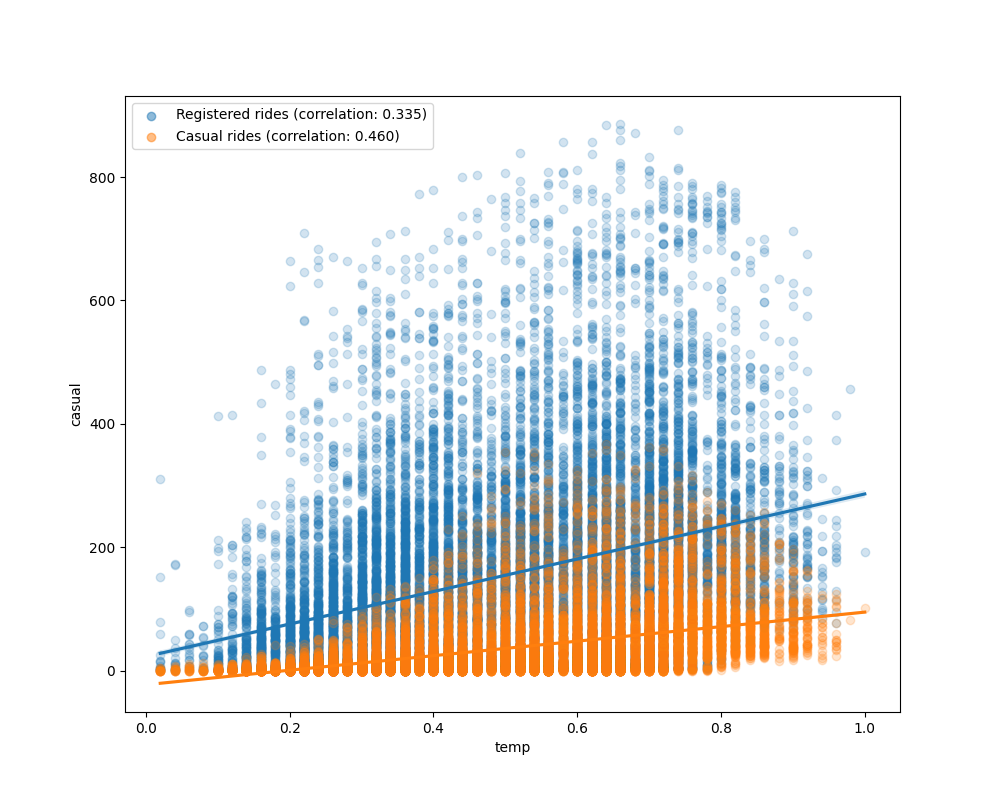 Registered rides (correlation: 0.335)
Casual rides (correlation: 0.460)
800
600
400
200
0
casual
0.0 0.2 0.4 0.6 0.8 1.0
temp